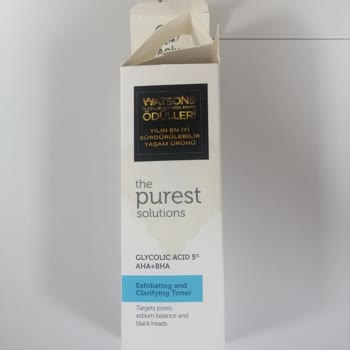 WATSONS
ÖDÜLLERİ
YILIN EN İYİ
SÜRDÜRÜLEBİLİR
YAŞAM ÜRÜNÜ
the
purest
solutions
GLYCOLIC ACID 5%
AHA+BHA
Exfoliating and
Clarifying Toner
Targets pores,
sebum balance and
black heads